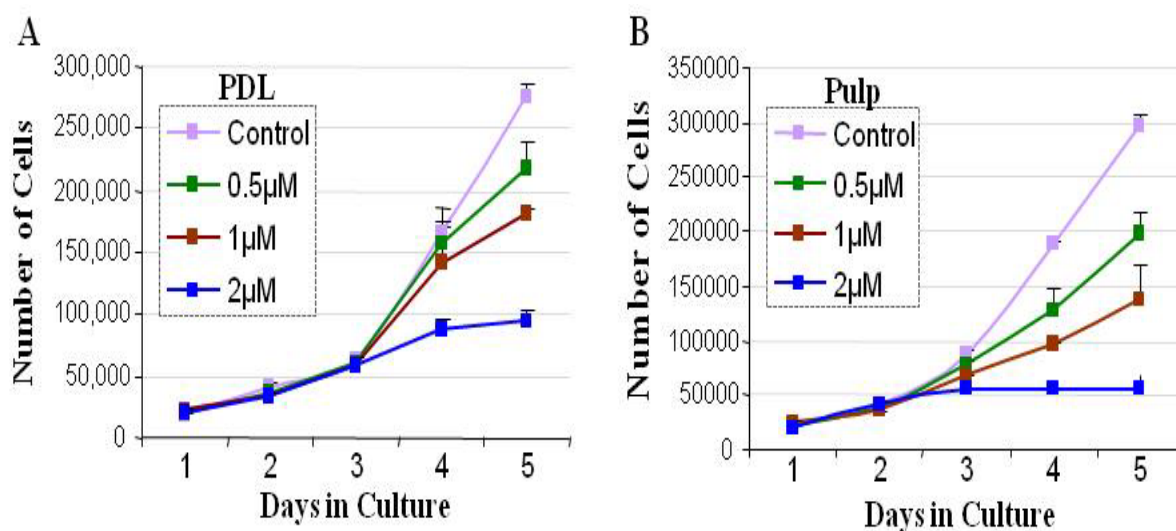 A
PDL
Control
0.5µM
1µM
2µM
300,000
250,000
200,000
150,000
100,000
50,000
0
Number of Cells
1 2 3 4 5
Days in Culture
B
Pulp
Control
0.5µM
1µM
2µM
350000
300000
250000
200000
150000
100000
50000
0
Number of Cells
1 2 3 4 5
Days in Culture